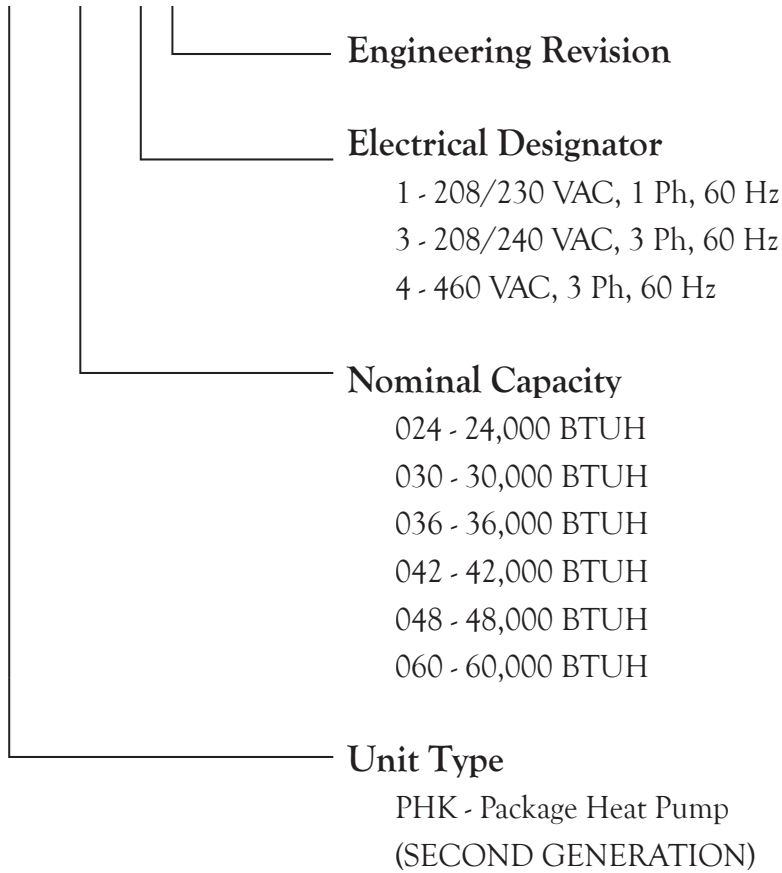 Engineering Revision
Electrical Designator
1 - 208/230 VAC, 1 Ph, 60 Hz
3 - 208/240 VAC, 3 Ph, 60 Hz
4 - 460 VAC, 3 Ph, 60 Hz
Nominal Capacity
024 - 24,000 BTUH
030 - 30,000 BTUH
036 - 36,000 BTUH
042 - 42,000 BTUH
048 - 48,000 BTUH
060 - 60,000 BTUH
Unit Type
PHK - Package Heat Pump
(SECOND GENERATION)